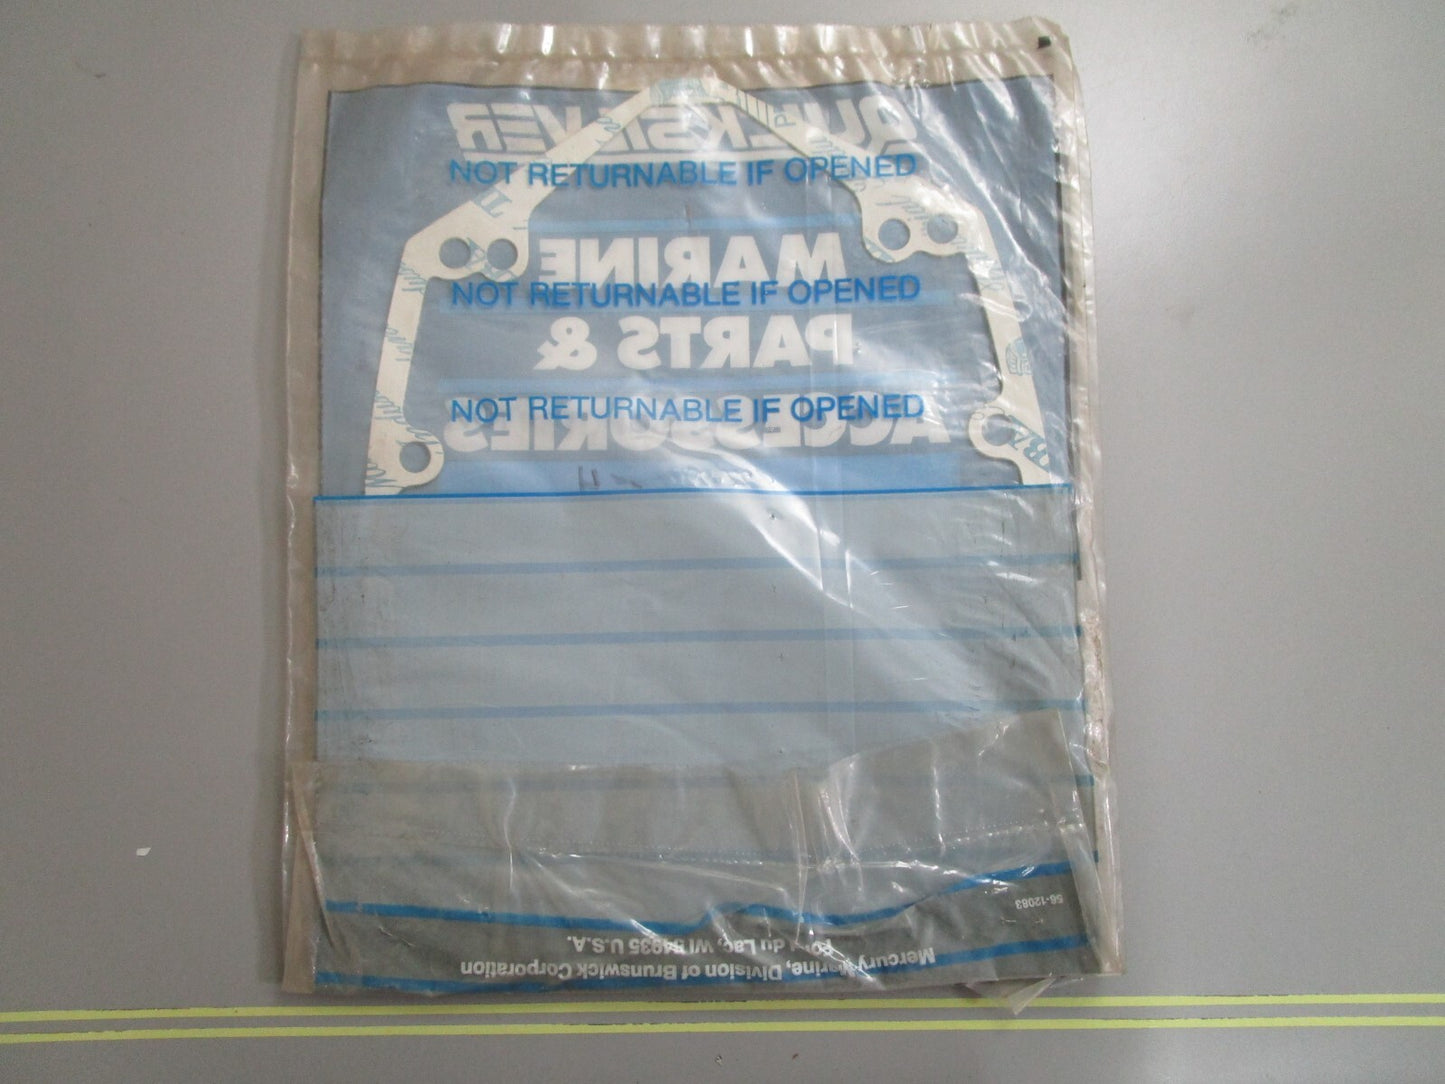 QUICKSILVER
NOT RETURNABLE IF OPENED
MARINE
NOT RETURNABLE IF OPENED
PARTS &
NOT RETURNABLE IF OPENED
ACCESSORIES
56-12083
Mercury Marine, Division of Brunswick Corporation
du Lac, WI 54935 U.S.A.